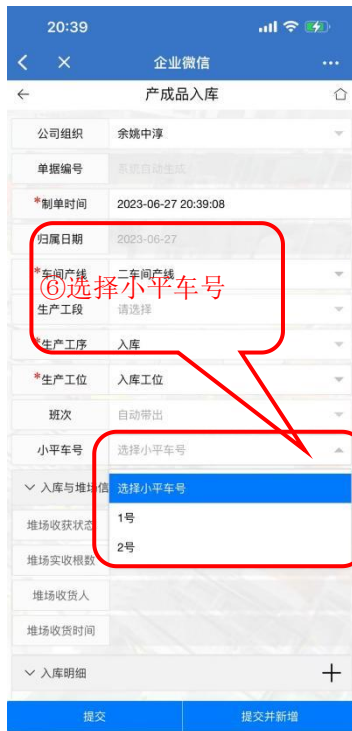 20:39
企业微信
产成品入库
公司组织 余姚中淳
单据编号 系统自动生成
*制单时间 2023-06-27 20:39:08
*归属日期 2023-06-27
*车间产线 二车间产线
⑥选择小平车号
生产工段 请选择
*生产工序 入库
*生产工位 入库工位
班次 自动带出
小平车号 选择小平车号
入库与堆场信
选择小平车号
1号
2号
堆场收获状态
堆场实收根数
堆场收货人
堆场收货时间
入库明细
提交 提交并新增